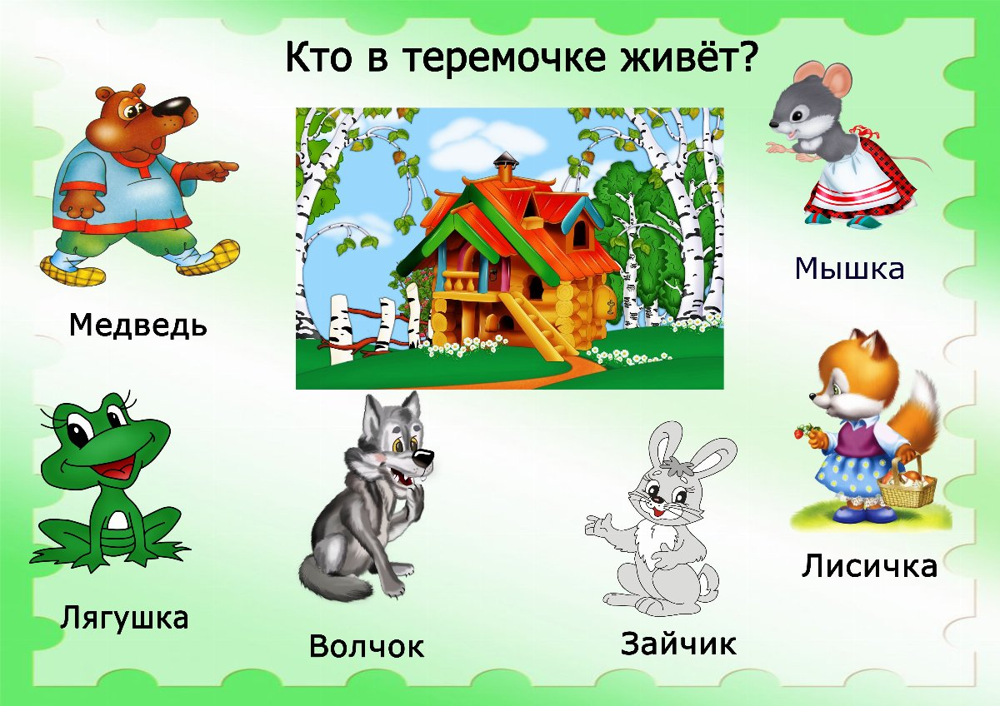 Кто в теремочке живёт?
Мышка
Медведь
Лисичка
Лягушка
Волчок
Зайчик